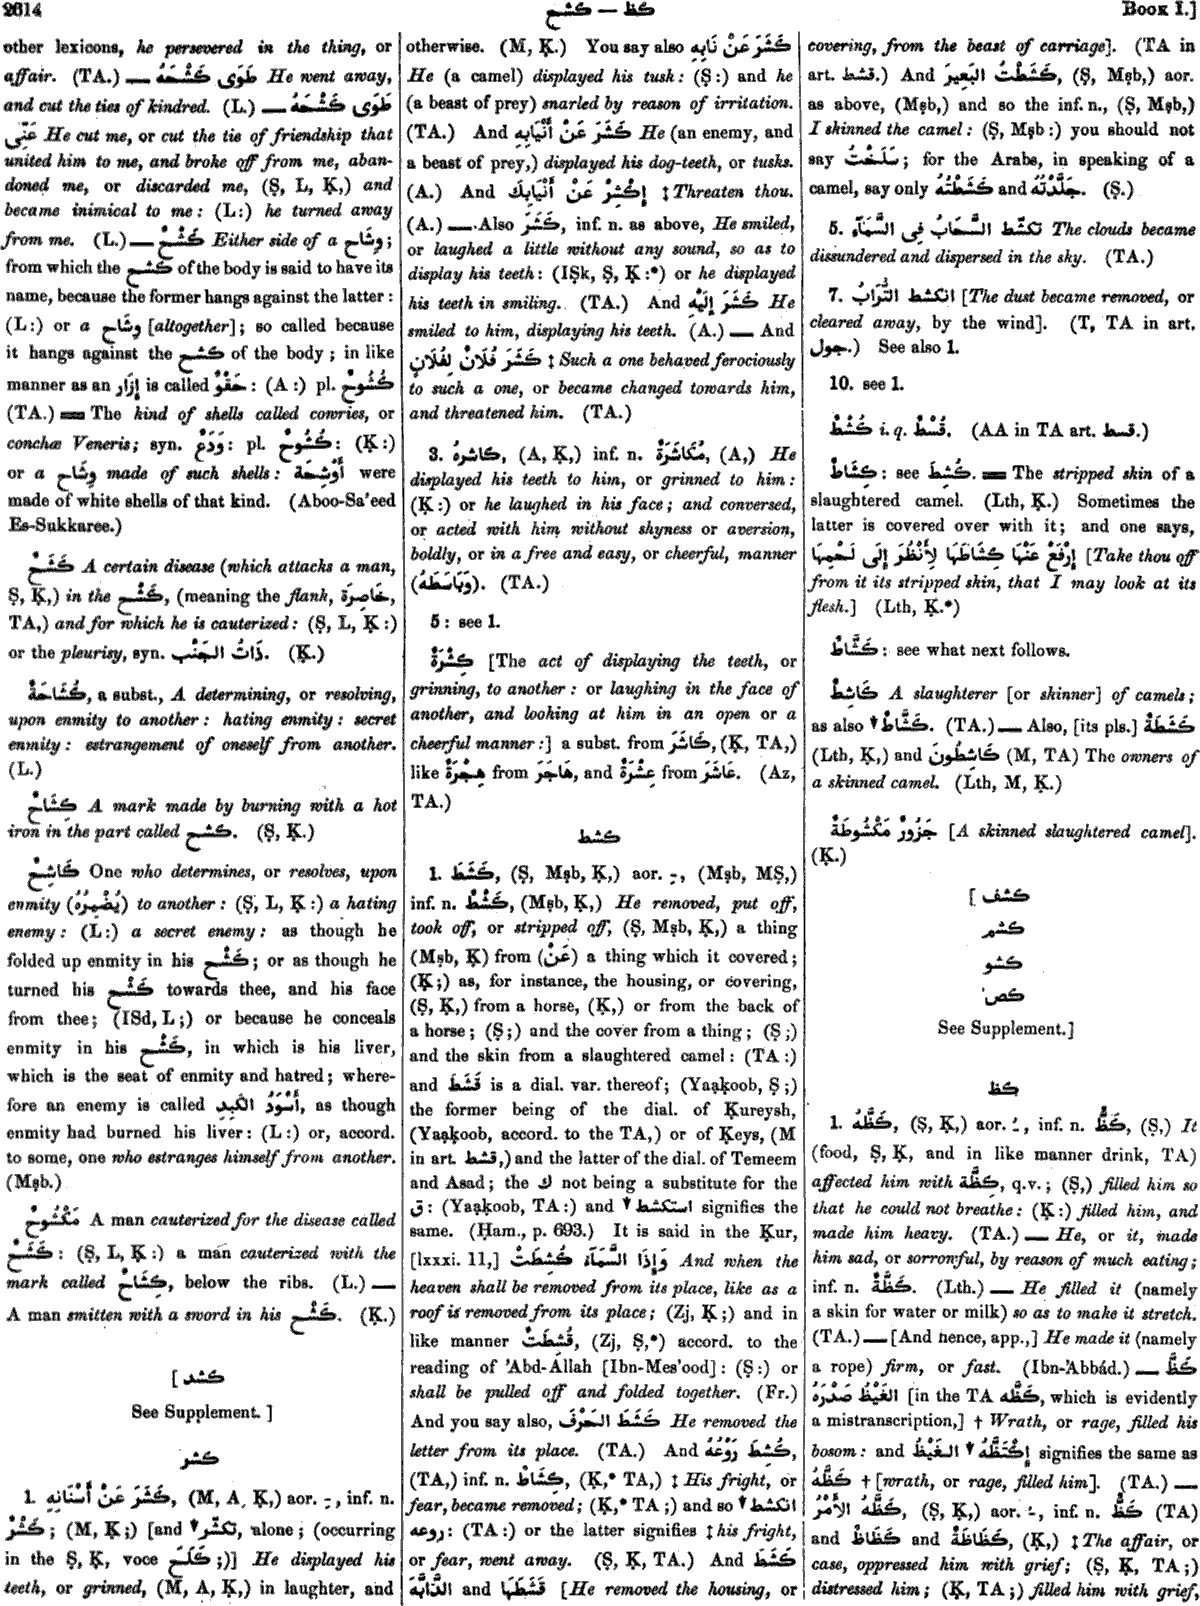 2614
كشح — كظ
Book I.]
other lexicons, he persevered in the thing, or
affair. (TA.) — طَوَى كَشْحَهُ He went away,
and cut the ties of kindred. (L.) — طَوَى كَشْحَهُ
عَنِّى He cut me, or cut the tie of friendship that
united him to me, and broke off from me, aban-
doned me, or discarded me, (Ṣ, L, Ḳ,) and
became inimical to me: (L:) he turned away
from me. (L.) — كَشْحٌ Either side of a وِشَاح;
from which the كشح of the body is said to have its
name, because the former hangs against the latter:
(L:) or a وِشَاح [altogether]; so called because
it hangs against the كشح of the body; in like
manner as an إِزَار is called حَقْوٌ: (A:) pl. كُشُوحٌ
(TA.) ═ The kind of shells called cowries, or
conchæ Veneris; syn. وَدَعٌ: pl. كُشُوحٌ: (Ḳ:)
or a وِشَاح made of such shells: أَوْشِحَة were
made of white shells of that kind. (Aboo-Sa'eed
Es-Sukkaree.)
كَشَحٌ A certain disease (which attacks a man,
Ṣ, Ḳ,) in the كَشْح, (meaning the flank, خَاصِرَة,
TA,) and for which he is cauterized: (Ṣ, L, Ḳ:)
or the pleurisy, syn. ذَاتُ الجَنْبِ. (Ḳ.)
كُشَاحَةٌ, a subst., A determining, or resolving,
upon enmity to another: hating enmity: secret
enmity: estrangement of oneself from another.
(L.)
كِشَاحٌ A mark made by burning with a hot
iron in the part called كشح. (Ṣ, Ḳ.)
كَاشِحٌ One who determines, or resolves, upon
enmity (يُضْمِرُهُ) to another: (Ṣ, L, Ḳ:) a hating
enemy: (L:) a secret enemy: as though he
folded up enmity in his كَشْح; or as though he
turned his كَشْح towards thee, and his face
from thee; (ISd, L;) or because he conceals
enmity in his كَشْح, in which is his liver,
which is the seat of enmity and hatred; where-
fore an enemy is called أَسْوَدُ الكَبِدِ, as though
enmity had burned his liver: (L:) or, accord.
to some, one who estranges himself from another.
(Mṣb.)
مَكْشُوحٌ A man cauterized for the disease called
كَشَحٌ: (Ṣ, L, Ḳ:) a man cauterized with the
mark called كِشَاحٌ, below the ribs. (L.) —
A man smitten with a sword in his كَشْح. (Ḳ.)
كشد ]
See Supplement. ]
كشر
1. كَشَرَ عَنْ أَسْنَانِهِ, (M, A, Ḳ,) aor. ـِ, inf. n.
كَشْرٌ; (M, Ḳ;) [and ▼ تكشّر, alone; (occurring
in the Ṣ, Ḳ, voce كَلَحَ;)] He displayed his
teeth, or grinned, (M, A, Ḳ,) in laughter, and
otherwise. (M, Ḳ.) You say also كَشَرَ عَنْ نَابِهِ
He (a camel) displayed his tusk: (Ṣ:) and he
(a beast of prey) snarled by reason of irritation.
(TA.) And كَشَرَ عَنْ أَنْيَابِهِ He (an enemy, and
a beast of prey,) displayed his dog-teeth, or tusks.
(A.) And إِكْشِرْ عَنْ أَنْيَابِكَ ‡ Threaten thou.
(A.) — Also كَشَرَ, inf. n. as above, He smiled,
or laughed a little without any sound, so as to
display his teeth: (ISk, Ṣ, Ḳ:*) or he displayed
his teeth in smiling. (TA.) And كَشَرَ إِلَيْهِ He
smiled to him, displaying his teeth. (A.) — And
كَشَرَ فُلَانٌ لِفُلَانٍ ‡ Such a one behaved ferociously
to such a one, or became changed towards him,
and threatened him. (TA.)
3. كاشرهُ, (A, Ḳ,) inf. n. مُكَاشَرَةٌ, (A,) He
displayed his teeth to him, or grinned to him:
(Ḳ:) or he laughed in his face; and conversed,
or acted with him without shyness or aversion,
boldly, or in a free and easy, or cheerful, manner
(وَبَاسَطَهُ). (TA.)
5: see 1.
كِشْرَةٌ [The act of displaying the teeth, or
grinning, to another: or laughing in the face of
another, and looking at him in an open or a
cheerful manner:] a subst. from كَاشَرَ, (Ḳ, TA,)
like هِجْرَةٌ from هَاجَرَ, and عِشْرَةٌ from عَاشَرَ. (Az,
TA.)
كشط
1. كَشَطَ, (Ṣ, Mṣb, Ḳ,) aor. ـِ, (Mṣb, MṢ,)
inf. n. كَشْطٌ, (Mṣb, Ḳ,) He removed, put off,
took off, or stripped off, (Ṣ, Mṣb, Ḳ,) a thing
(Mṣb, Ḳ) from (عَنْ) a thing which it covered;
(Ḳ;) as, for instance, the housing, or covering,
(Ṣ, Ḳ,) from a horse, (Ḳ,) or from the back of
a horse; (Ṣ;) and the cover from a thing; (Ṣ;)
and the skin from a slaughtered camel: (TA:)
and قَشَطَ is a dial. var. thereof; (Yaạḳoob, Ṣ;)
the former being of the dial. of Ḳureysh,
(Yaạḳoob, accord. to the TA,) or of Ḳeys, (M
in art. قشط,) and the latter of the dial. of Temeem
and Asad; the ك not being a substitute for the
ق: (Yaạḳoob, TA:) and ▼ استكشط signifies the
same. (Ḥam., p. 693.) It is said in the Ḳur,
[lxxxi. 11,] وَإِذَا السَّمَآءُ كُشِطَتْ And when the
heaven shall be removed from its place, like as a
roof is removed from its place; (Zj, Ḳ;) and in
like manner قُشِطَتْ, (Zj, Ṣ,*) accord. to the
reading of 'Abd-Allah [Ibn-Mes'ood]: (Ṣ:) or
shall be pulled off and folded together. (Fr.)
And you say also, كَشَطَ الحَرْفَ He removed the
letter from its place. (TA.) And كُشِطَ رَوْعُهُ,
(TA,) inf. n. كِشَاطٌ, (Ḳ,* TA,) ‡ His fright, or
fear, became removed; (Ḳ,* TA;) and so ▼ انكشط
روعه: (TA:) or the latter signifies ‡ his fright,
or fear, went away. (Ṣ, Ḳ, TA.) And كَشَطَ
الدَّابَّةَ and قَشَطَهَا [He removed the housing, or
covering, from the beast of carriage]. (TA in
art. قشط.) And كَشَطْتُ البَعِيرَ, (Ṣ, Mṣb,) aor.
as above, (Mṣb,) and so the inf. n., (Ṣ, Mṣb,)
I skinned the camel: (Ṣ, Mṣb:) you should not
say سَلَخْتُ; for the Arabs, in speaking of a
camel, say only كَشَطْتُهُ and جَلَّدْتُهُ. (Ṣ.)
5. تكشّط السَّحَابُ فِى السَّمَآءِ The clouds became
dissundered and dispersed in the sky. (TA.)
7. انكشط التُّرَابُ [The dust became removed, or
cleared away, by the wind]. (T, TA in art.
جول.) See also 1.
10. see 1.
كُشْطٌ i. q. قُسْطٌ. (AA in TA art. قسط.)
كِشَاطٌ: see كُشِطَ. ═ The stripped skin of a
slaughtered camel. (Lth, Ḳ.) Sometimes the
latter is covered over with it; and one says,
إِرْفَعْ عَنْهَا كِشَاطَهَا لِأَنْظُرَ إِلَى لَحْمِهَا [Take thou off
from it its stripped skin, that I may look at its
flesh.] (Lth, Ḳ.*)
كَشَّاطٌ: see what next follows.
كَاشِطٌ A slaughterer [or skinner] of camels;
as also ▼ كَشَّاطٌ. (TA.) — Also, [its pls.] كَشَطَةٌ
(Lth, Ḳ,) and كَاشِطُونَ (M, TA) The owners of
a skinned camel. (Lth, M, Ḳ.)
جَزُورٌ مَكْشُوطَةٌ [A skinned slaughtered camel].
(Ḳ.)
كشف ]
كشم
كشو
كص
See Supplement.]
كظ
1. كَظَّهُ, (Ṣ, Ḳ,) aor. ـُ, inf. n. كَظٌّ, (Ṣ,) It
(food, Ṣ, Ḳ, and in like manner drink, TA)
affected him with كِظَّة, q.v.; (Ṣ,) filled him so
that he could not breathe: (Ḳ:) filled him, and
made him heavy. (TA.) — He, or it, made
him sad, or sorrowful, by reason of much eating;
inf. n. كَظَّةٌ. (Lth.) — He filled it (namely
a skin for water or milk) so as to make it stretch.
(TA.) — [And hence, app.,] He made it (namely
a rope) firm, or fast. (Ibn-'Abbád.) — كَظَّ
الغَيْظُ صَدْرَهُ [in the TA كَظَّه, which is evidently
a mistranscription,] † Wrath, or rage, filled his
bosom: and ▼ إِكْتَظَّهُ الغَيْظُ signifies the same as
كَظَّهُ † [wrath, or rage, filled him]. (TA.) —
كَظَّهُ الأَمْرُ, (Ṣ, Ḳ,) aor. ـُ, inf. n. كَظٌّ (TA)
and كَظَاظٌ and كَظَاظَةٌ, (Ḳ,) ‡ The affair, or
case, oppressed him with grief; (Ṣ, Ḳ, TA;)
distressed him; (Ḳ, TA;) filled him with grief,